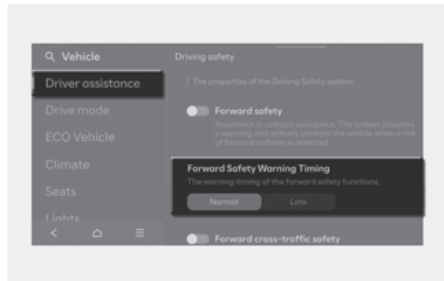 Vehicle
Driver assistance
Drive mode
ECO Vehicle
Climate
Seats
Lights
Driving safety
The properties of the Driving Safety system.
Forward safety
Assistance in collision avoidance. The system provides
a warning and actively controls the vehicle when a risk
of forward collision is detected.
Forward Safety Warning Timing
The warning timing of the forward safety functions.
Normal
Late
Forward cross-traffic safety